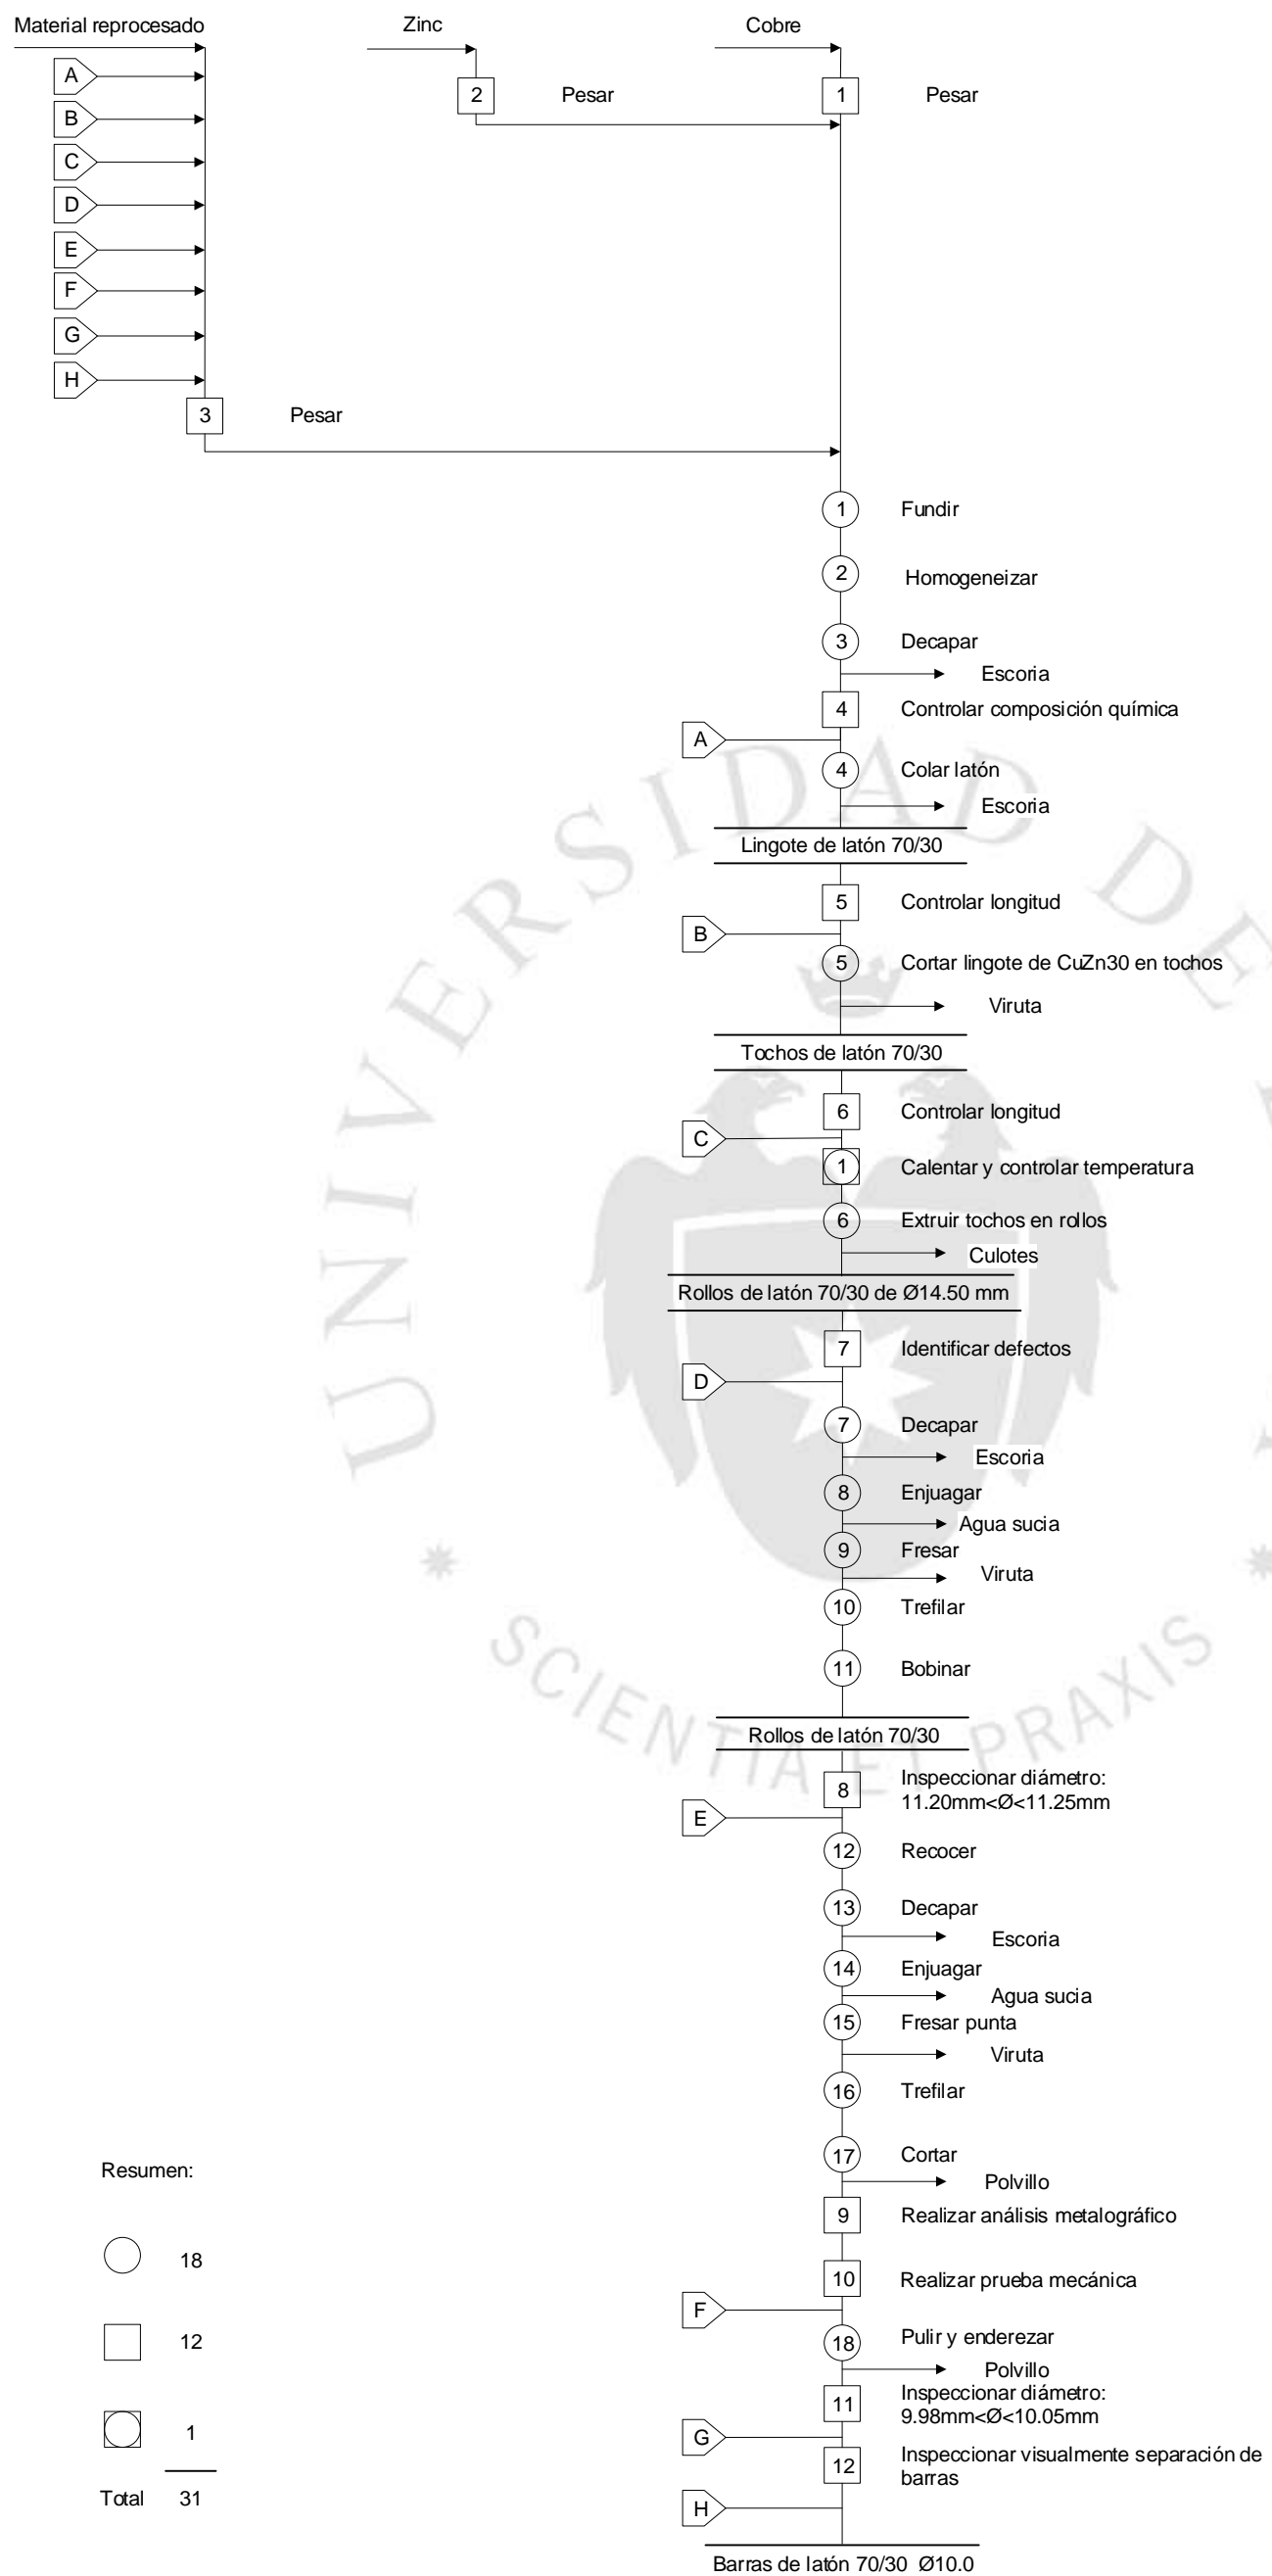 Material reprocesado
Zinc
Cobre
A
2
Pesar
1
Pesar
B
C
D
E
F
G
H
3
Pesar
1
Fundir
2
Homogeneizar
3
Decapar
Escoria
4
Controlar composición química
A
4
Colar latón
Escoria
Lingote de latón 70/30
5
Controlar longitud
B
5
Cortar lingote de CuZn30 en tochos
Viruta
Tochos de latón 70/30
6
Controlar longitud
C
1
Calentar y controlar temperatura
6
Extruir tochos en rollos
Culotes
Rollos de latón 70/30 de Ø14.50 mm
7
Identificar defectos
D
7
Decapar
Escoria
8
Enjuagar
Agua sucia
9
Fresar
Viruta
10
Trefilar
11
Bobinar
Rollos de latón 70/30
8
Inspeccionar diámetro:
11.20mm<Ø<11.25mm
E
12
Recocer
13
Decapar
Escoria
14
Enjuagar
Agua sucia
15
Fresar punta
Viruta
16
Trefilar
17
Cortar
Polvillo
9
Realizar análisis metalográfico
10
Realizar prueba mecánica
F
18
Pulir y enderezar
Polvillo
11
Inspeccionar diámetro:
9.98mm<Ø<10.05mm
G
12
Inspeccionar visualmente separación de
barras
H
Barras de latón 70/30 Ø10.0
Resumen:
18
12
1
Total 31
UNIVERSIDAD DE
SCIENTIA ET PRAXIS